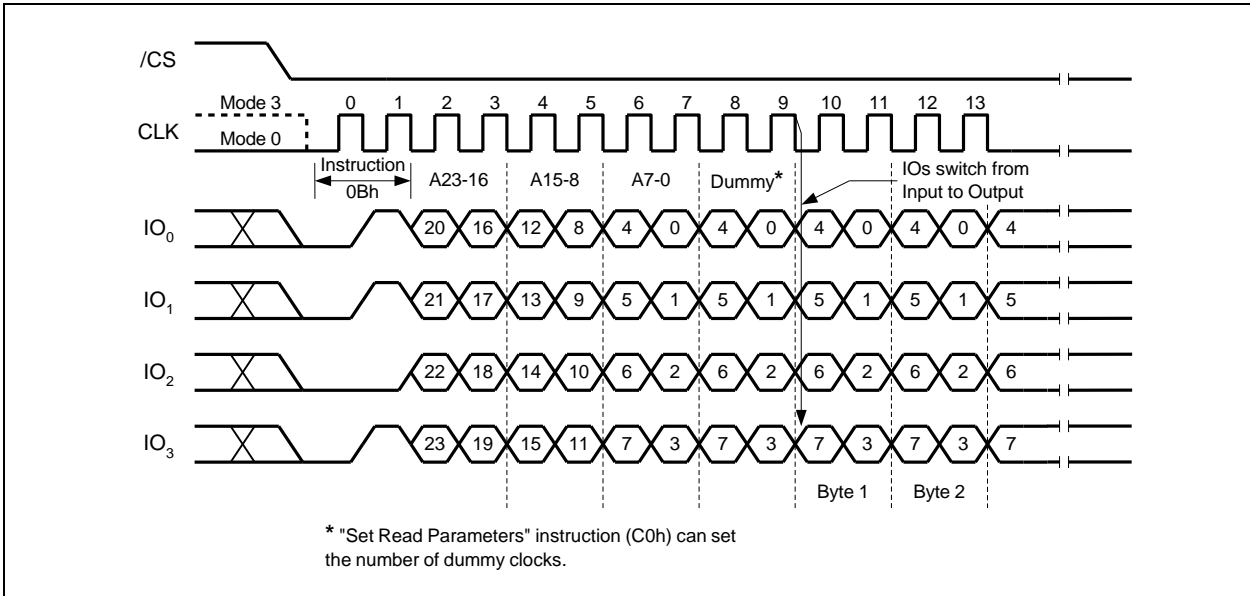 /CS
Mode 3
0 1 2 3 4 5 6 7 8 9 10 11 12 13
CLK
Mode 0
Instruction
0Bh
A23-16
A15-8
A7-0
Dummy*
IOs switch from
Input to Output
IO0 20 16 12 8 4 0 4 0 4 0 4 0 4
IO1 21 17 13 9 5 1 5 1 5 1 5 1 5
IO2 22 18 14 10 6 2 6 2 6 2 6 2 6
IO3 23 19 15 11 7 3 7 3 7 3 7 3 7
Byte 1 Byte 2
* "Set Read Parameters" instruction (C0h) can set
the number of dummy clocks.